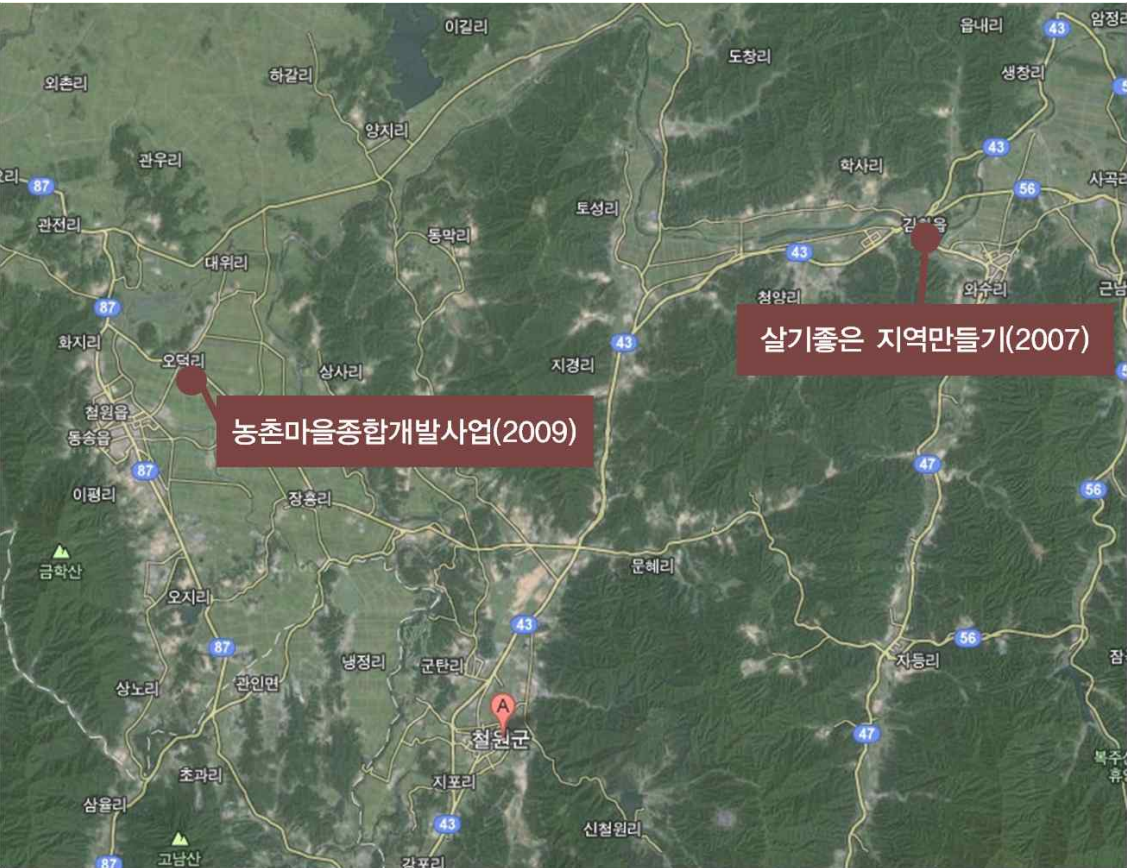 이길리
읍내리
43
암정리
도창리
하갈리
외촌리
생창리
양지리
43
관우리
학사리
87
56
사곡리
토성리
관전리
김화읍
동막리
43
대위리
와수리
근남
청양리
87
살기좋은 지역만들기(2007)
화지리
43
오덕리
지경리
상사리
철원읍
농촌마을종합개발사업(2009)
동송읍
87
47
이평리
장흥리
56
금학산
문혜리
오지리
43
56
87
냉정리
군탄리
자등리
잠
상노리
관인면
A
철원군
47
복주산
휴양
초과리
지포리
삼율리
43
신철원리
고남산
87
강포리